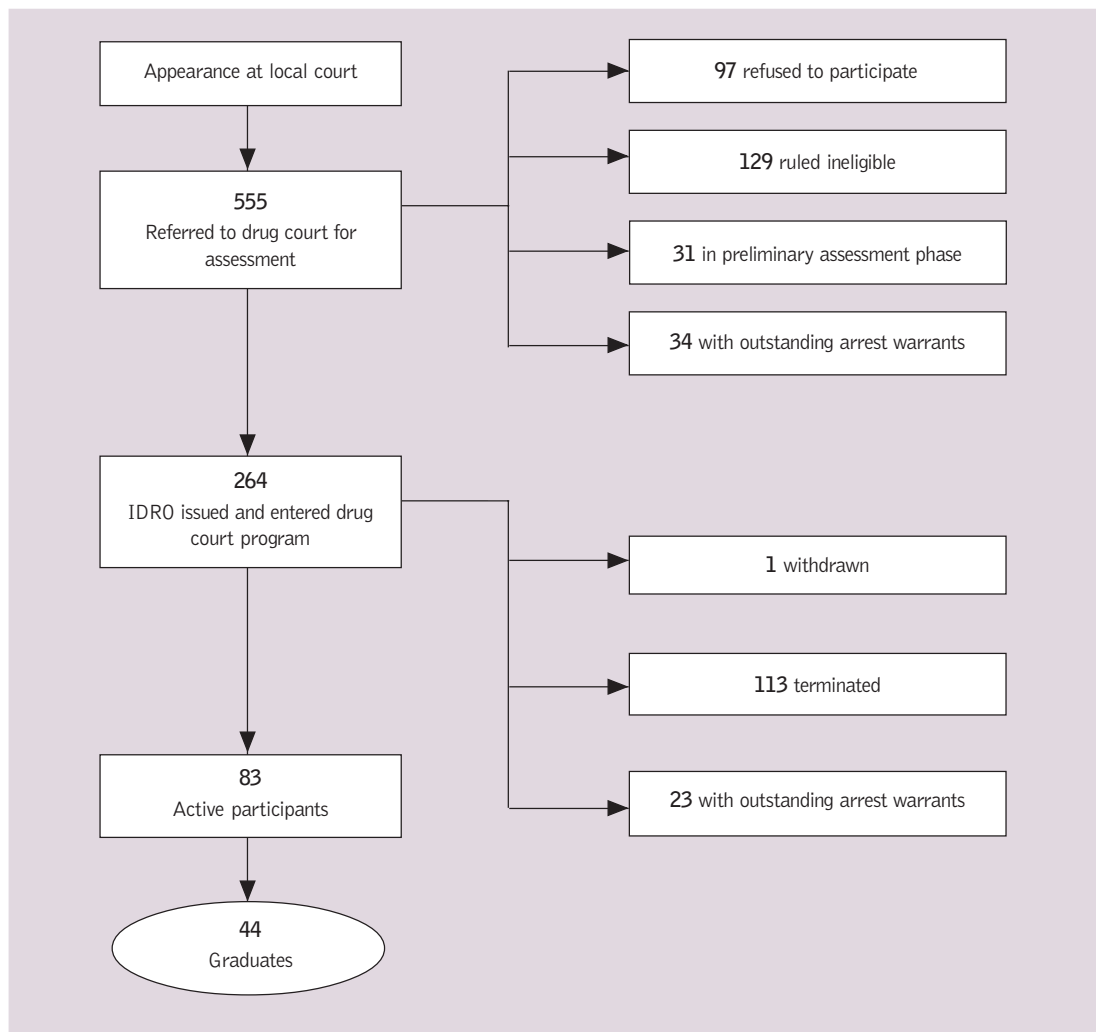 Appearance at local court
97 refused to participate
129 ruled ineligible
555
Referred to drug court for
assessment
31 in preliminary assessment phase
34 with outstanding arrest warrants
264
IDRO issued and entered drug
court program
1 withdrawn
113 terminated
83
Active participants
23 with outstanding arrest warrants
44
Graduates